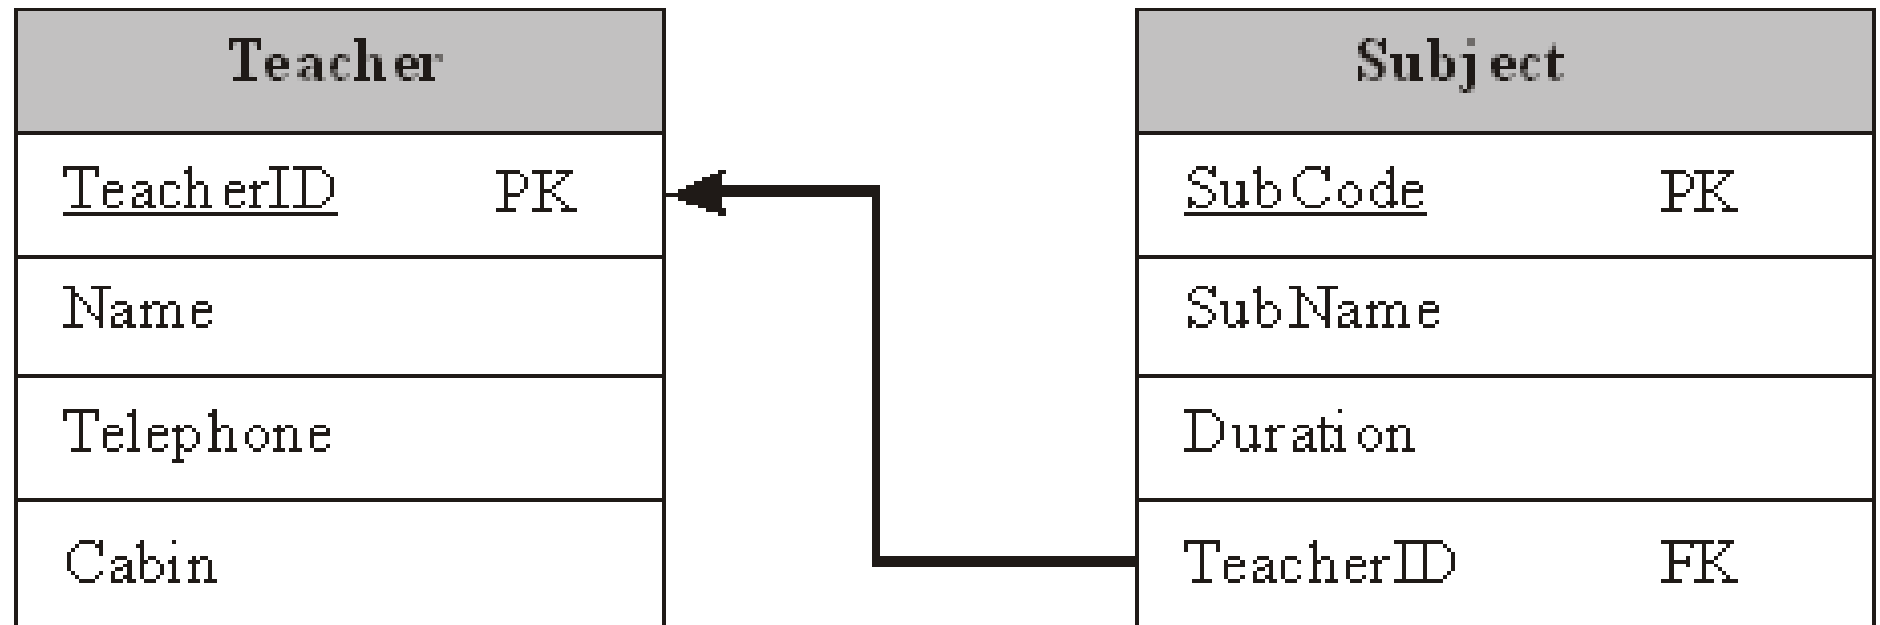 Teacher
TeacherID PK
Name
Telephone
Cabin
Subject
SubCode PK
SubName
Duration
TeacherID FK